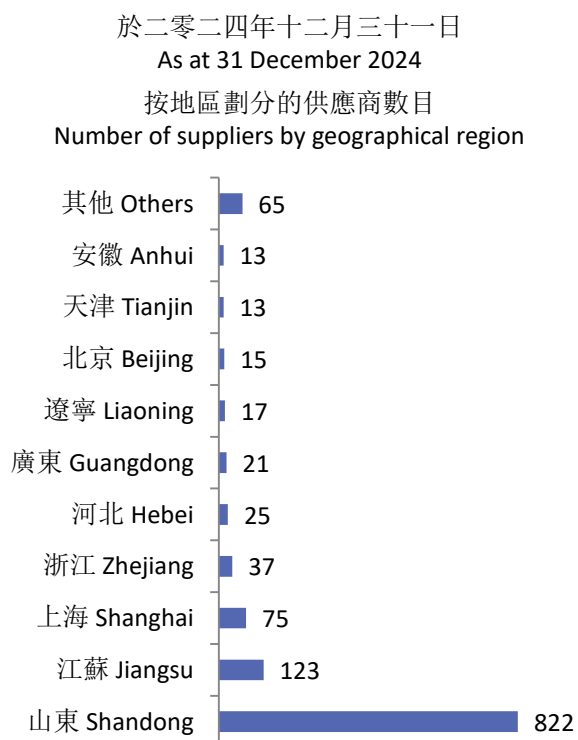 於二零二四年十二月三十一日
As at 31 December 2024
按地區劃分的供應商數目
Number of suppliers by geographical region
其他 Others 65
安徽 Anhui 13
天津 Tianjin 13
北京 Beijing 15
遼寧 Liaoning 17
廣東 Guangdong 21
河北 Hebei 25
浙江 Zhejiang 37
上海 Shanghai 75
江蘇 Jiangsu 123
山東 Shandong 822